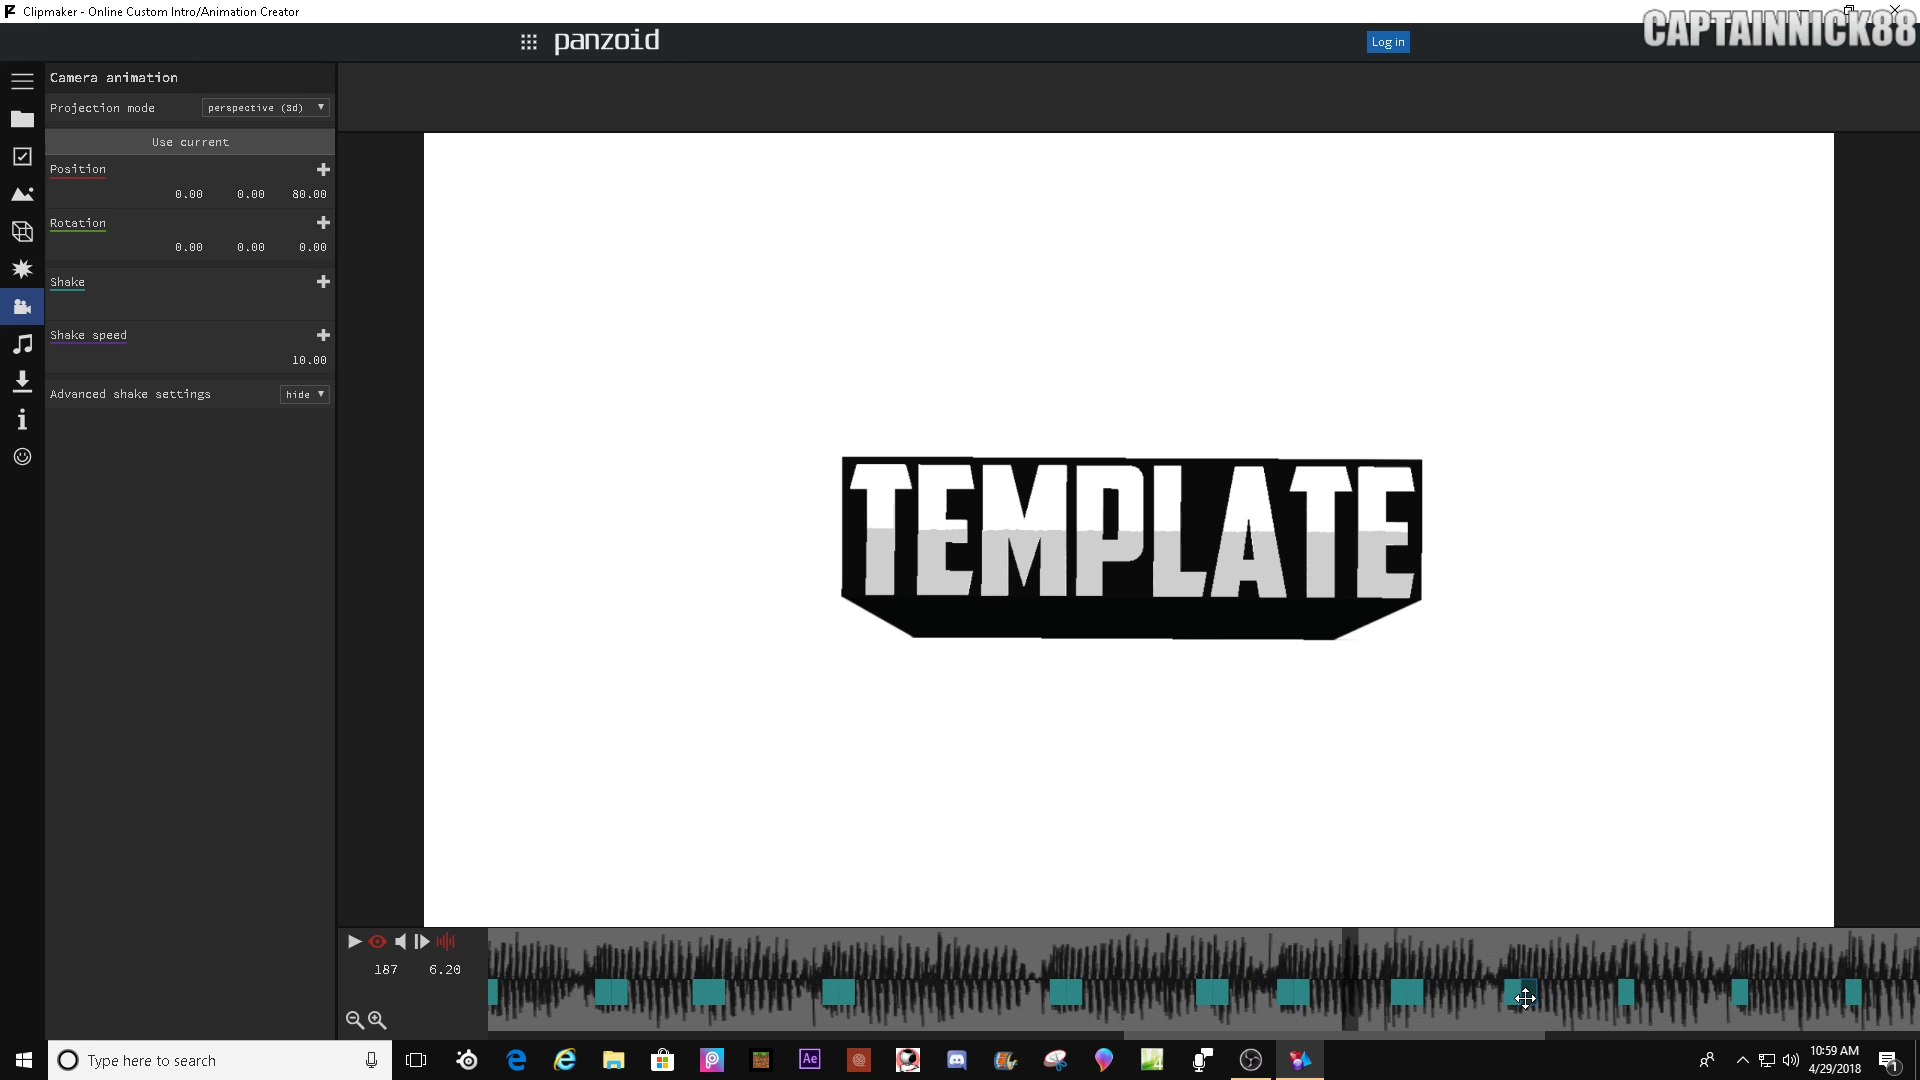 Clipmaker - Online Custom Intro/Animation Creator
CAPTAINNICK88
panzoid
Log in
Camera animation
Projection mode
perspective (3d)
Use current
Position
0.00 0.00 80.00
Rotation
0.00 0.00 0.00
Shake
Shake speed
10.00
Advanced shake settings
hide
TEMPLATE
187 6.20
Type here to search
Ae
10:59 AM
4/29/2018
1